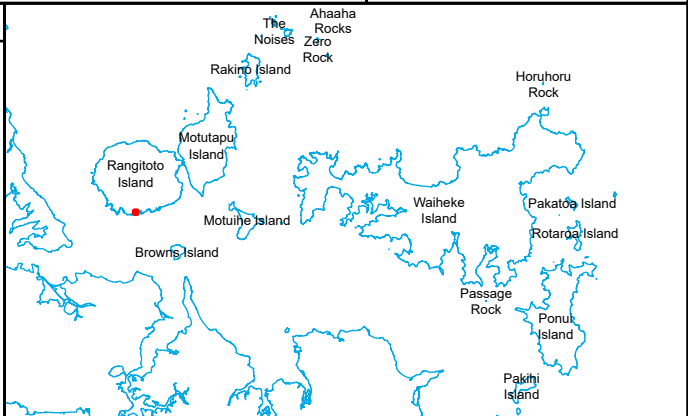 The
Noises
Ahaaha
Rocks
Zero
Rock
Rakino Island
Horuhoru
Rock
Motutapu
Island
Rangitoto
Island
Motuihe Island
Waiheke
Island
Pakatoa Island
Rotaroa Island
Browns Island
Passage
Rock
Ponui
Island
Pakihi
Island